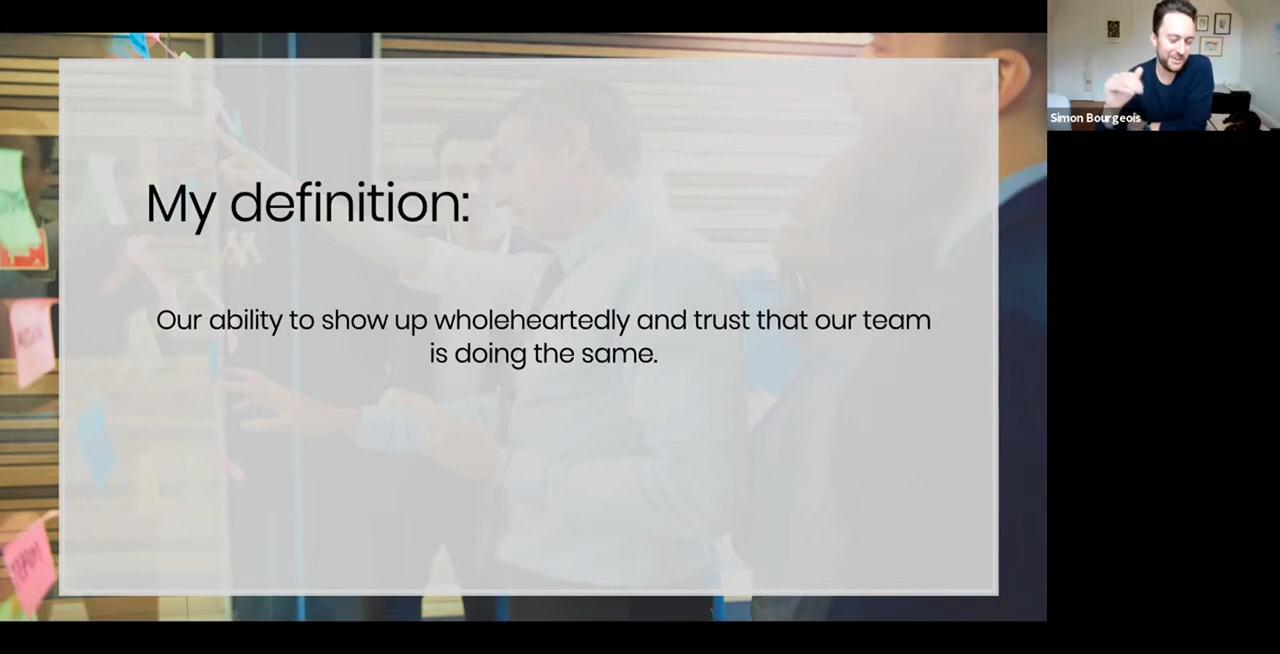 My definition:
Our ability to show up wholeheartedly and trust that our team
is doing the same.
Simon Bourgeois